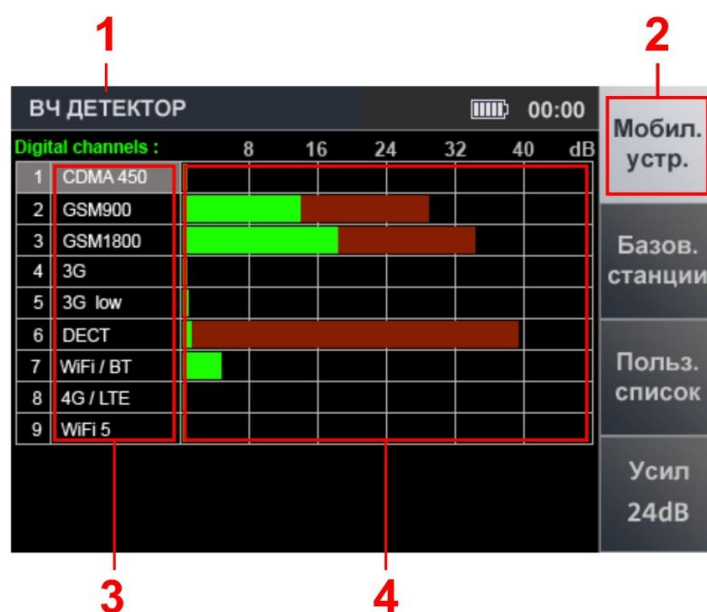 1
2
ВЧ ДЕТЕКТОР 00:00
Мобил.
устр.
Digital channels : 8 16 24 32 40 dB
1 CDMA 450
2 GSM900
3 GSM1800
4 3G
5 3G low
6 DECT
7 WiFi / BT
8 4G / LTE
9 WiFi 5
Базов.
станции
Польз.
список
Усил
24dB
3
4